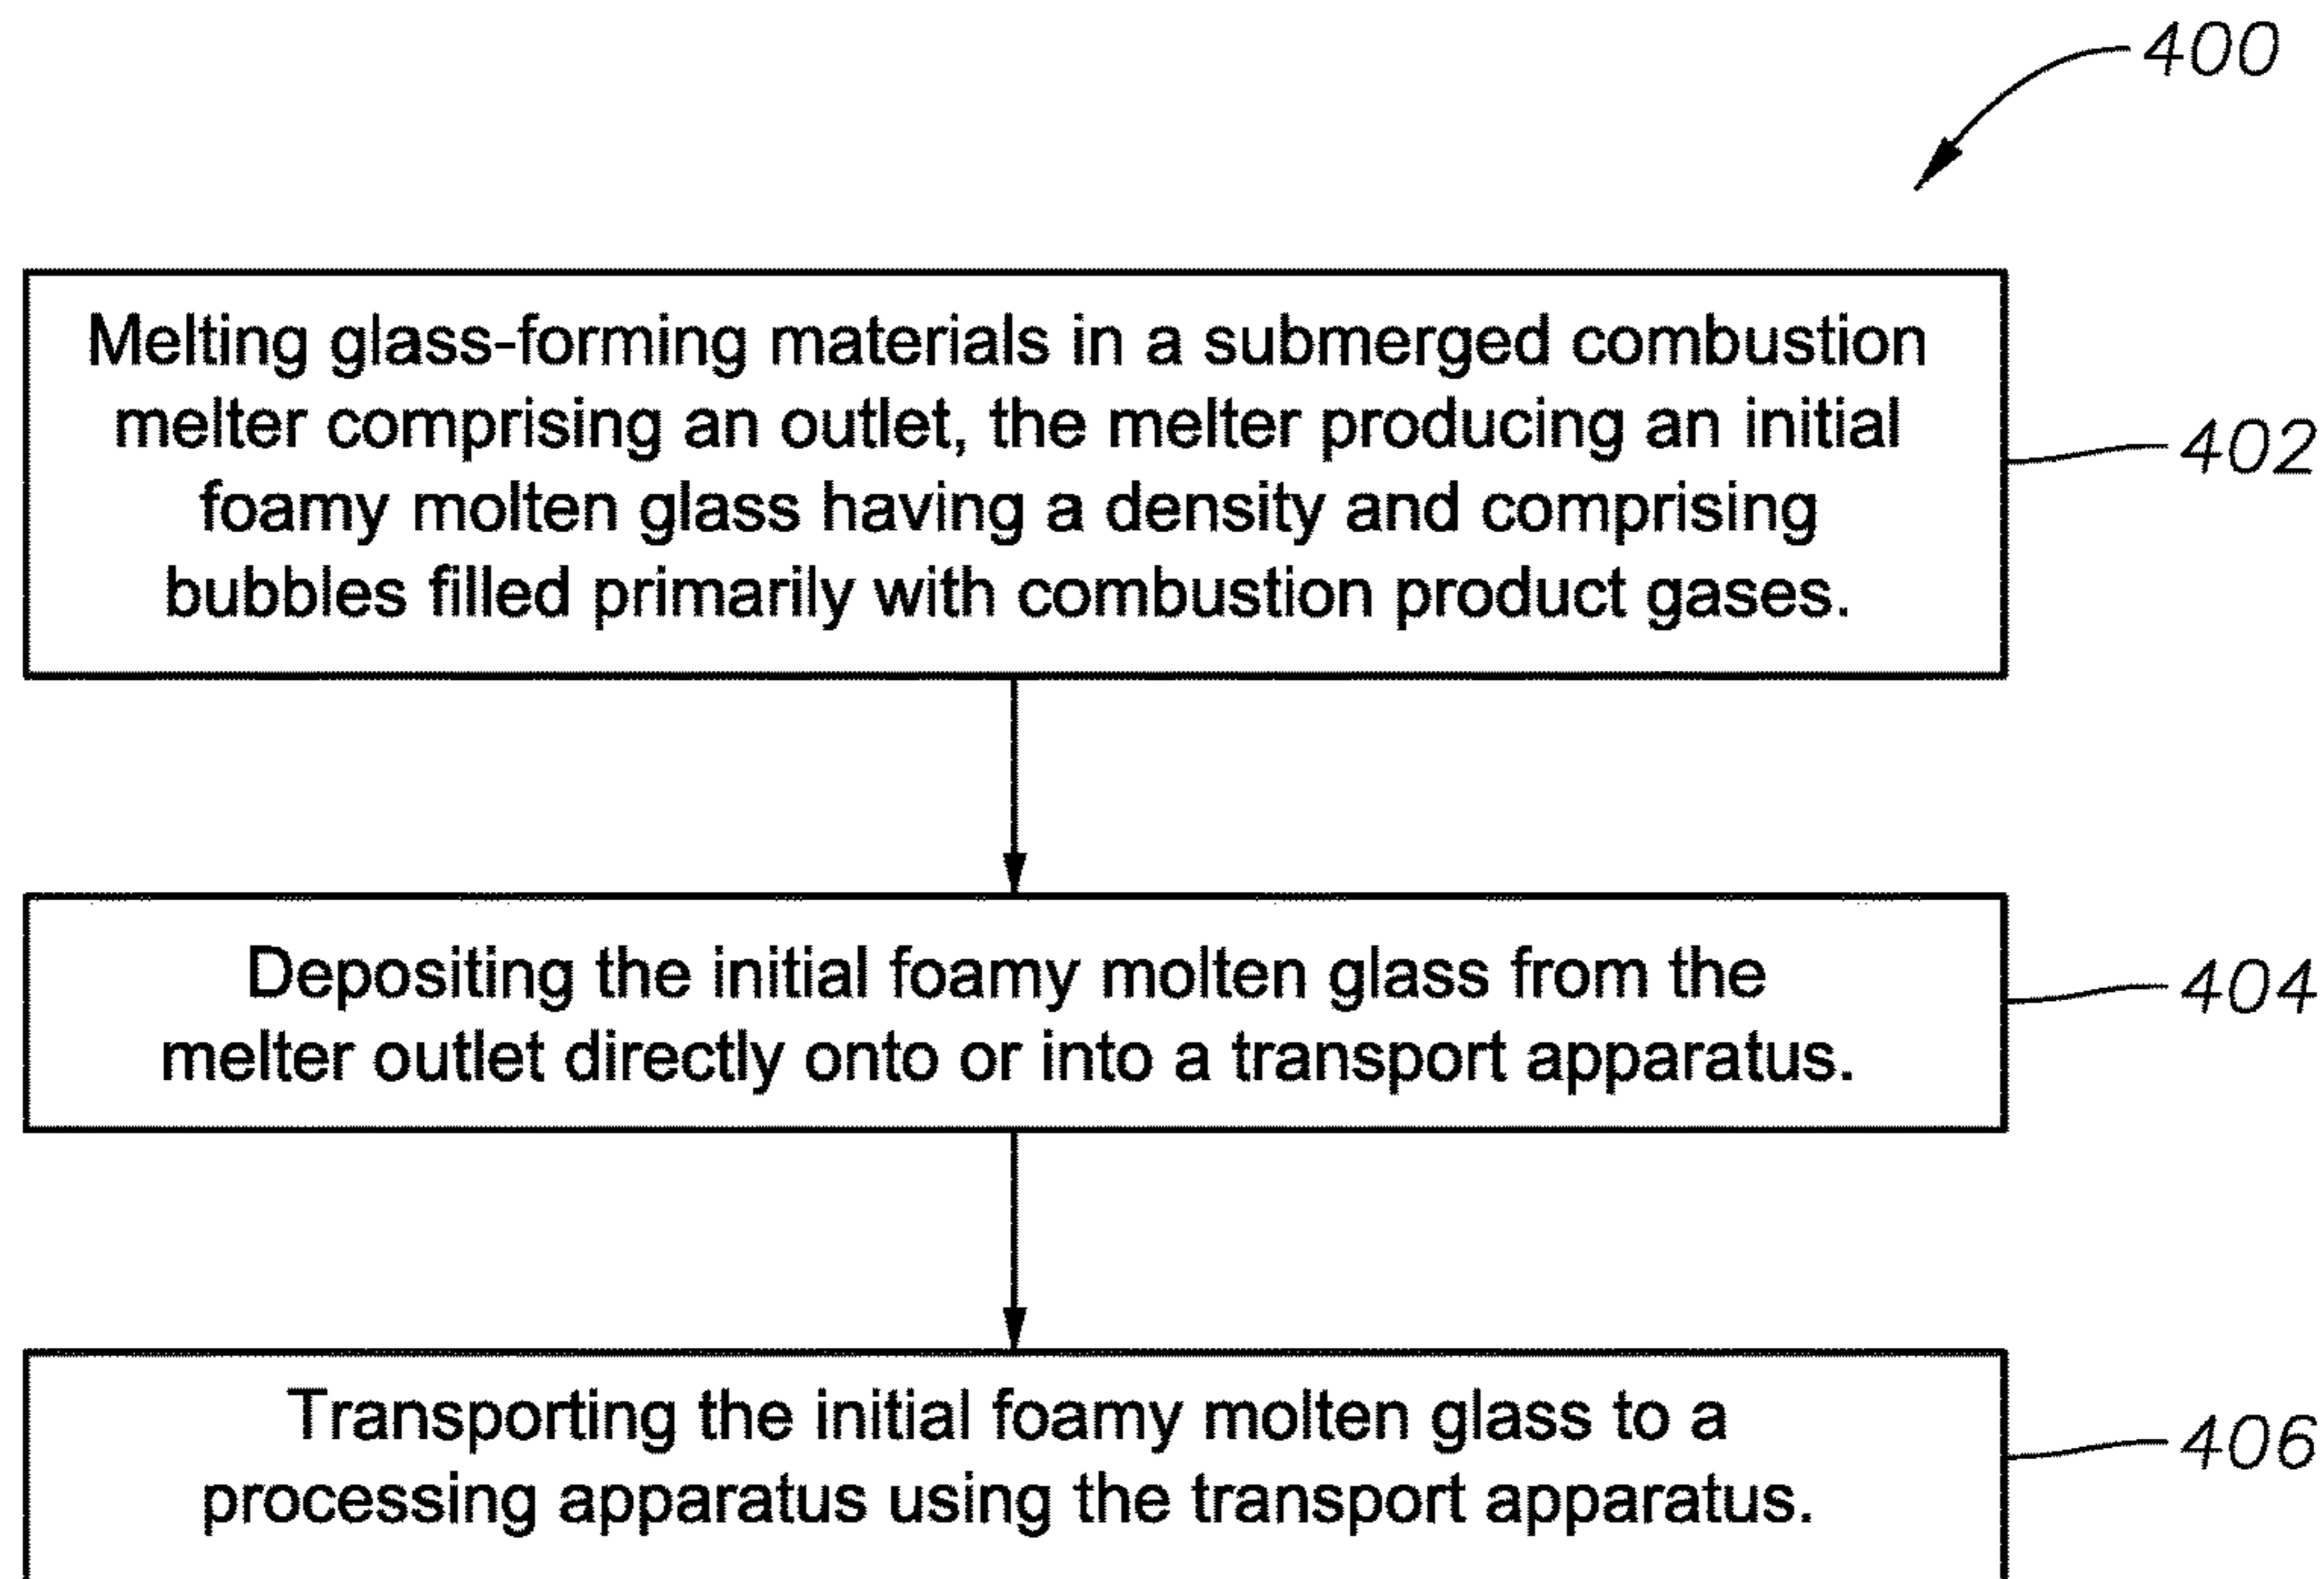 400
Melting glass-forming materials in a submerged combustion
melter comprising an outlet, the melter producing an initial
foamy molten glass having a density and comprising
bubbles filled primarily with combustion product gases.
402
Depositing the initial foamy molten glass from the
melter outlet directly onto or into a transport apparatus.
404
Transporting the initial foamy molten glass to a
processing apparatus using the transport apparatus.
406